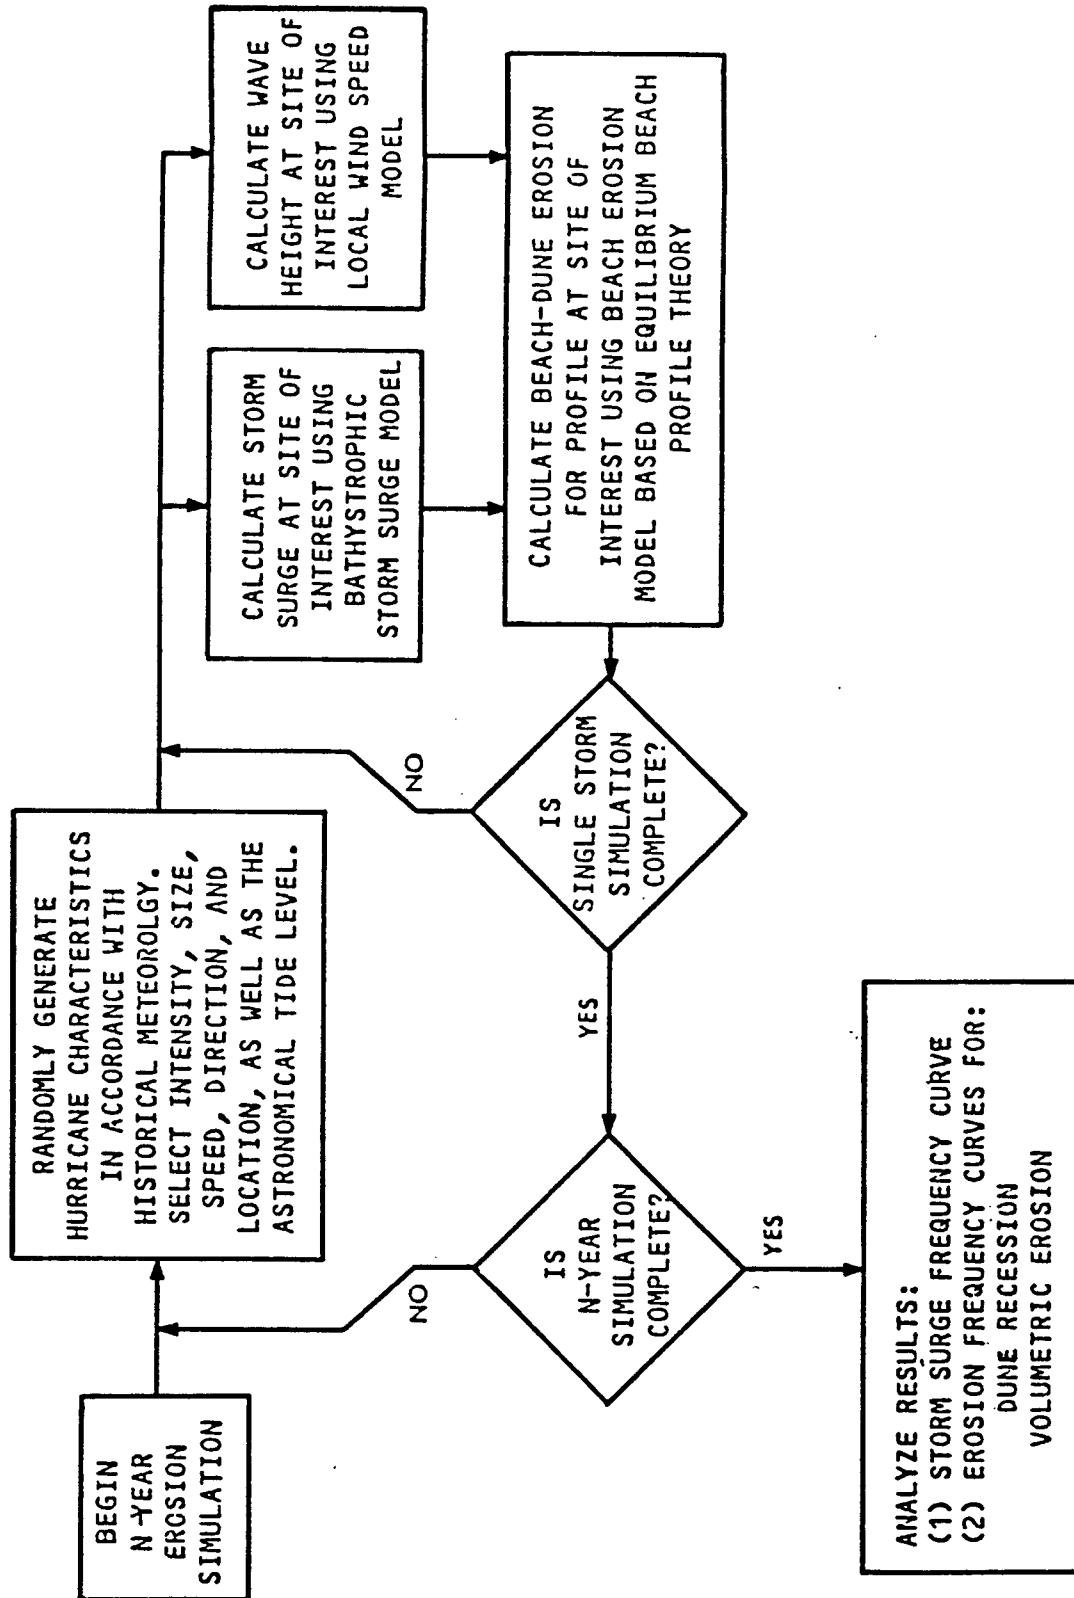 BEGIN
N-YEAR
EROSION
SIMULATION
RANDOMLY GENERATE
HURRICANE CHARACTERISTICS
IN ACCORDANCE WITH
HISTORICAL METEOROLGY.
SELECT INTENSITY, SIZE,
SPEED, DIRECTION, AND
LOCATION, AS WELL AS THE
ASTRONOMICAL TIDE LEVEL.
CALCULATE STORM
SURGE AT SITE OF
INTEREST USING
BATHYSTROPHIC
STORM SURGE MODEL
CALCULATE WAVE
HEIGHT AT SITE OF
INTEREST USING
LOCAL WIND SPEED
MODEL
CALCULATE BEACH-DUNE EROSION
FOR PROFILE AT SITE OF
INTEREST USING BEACH EROSION
MODEL BASED ON EQUILIBRIUM BEACH
PROFILE THEORY
IS
SINGLE STORM
SIMULATION
COMPLETE?
NO
YES
IS
N-YEAR
SIMULATION
COMPLETE?
NO
YES
ANALYZE RESULTS:
(1) STORM SURGE FREQUENCY CURVE
(2) EROSION FREQUENCY CURVES FOR:
DUNE RECESSION
VOLUMETRIC EROSION